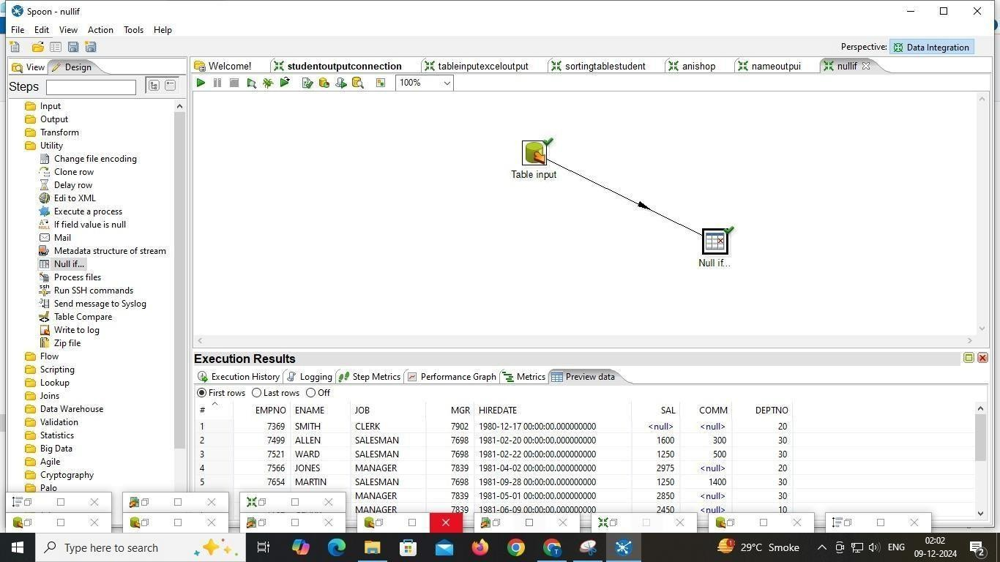 Spoon - nullif
File Edit View Action Tools Help
Perspective: Data Integration
View Design
Welcome! studentoutputconnection tableinputexceloutput sortingtablestudent anishop nameoutpui nullif
Steps
100%
Input
Output
Transform
Utility
Change file encoding
Clone row
Delay row
Edi to XML
Execute a process
If field value is null
Mail
Metadata structure of stream
Null if...
Process files
Run SSH commands
Send message to Syslog
Table Compare
Write to log
Zip file
Flow
Scripting
Lookup
Joins
Data Warehouse
Validation
Statistics
Big Data
Agile
Cryptography
Palo
Table input
Null if...
Execution Results
Execution History Logging Step Metrics Performance Graph Metrics Preview data
First rows Last rows Off
# EMPNO ENAME JOB MGR HIREDATE SAL COMM DEPTNO
1 7369 SMITH CLERK 7902 1980-12-17 00:00:00.000000000 <null> <null> 20
2 7499 ALLEN SALESMAN 7698 1981-02-20 00:00:00.000000000 1600 300 30
3 7521 WARD SALESMAN 7698 1981-02-22 00:00:00.000000000 1250 500 30
4 7566 JONES MANAGER 7839 1981-04-02 00:00:00.000000000 2975 <null> 20
5 7654 MARTIN SALESMAN 7698 1981-09-28 00:00:00.000000000 1250 1400 30
MANAGER 7839 1981-05-01 00:00:00.000000000 2850 <null> 30
MANAGER 7839 1981-06-09 00:00:00.000000000 2450 <null> 10
Type here to search
29°C Smoke
ENG
02:02
09-12-2024
2